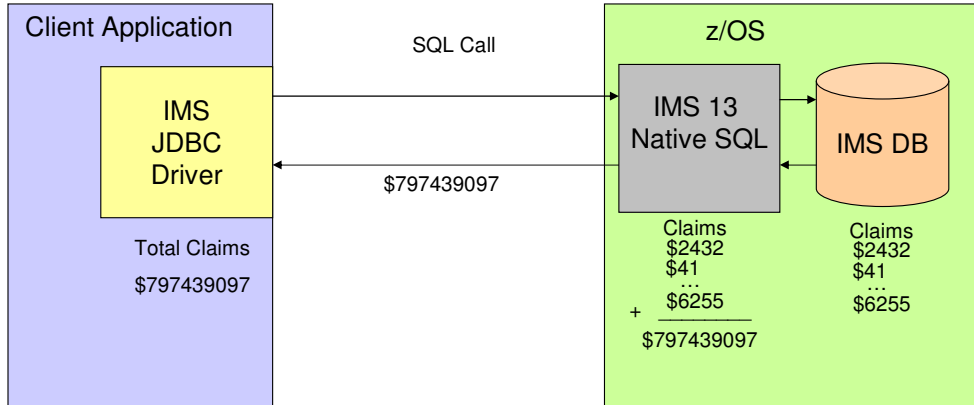 Client Application
IMS
JDBC
Driver
Total Claims
$797439097
SQL Call
$797439097
z/OS
IMS 13
Native SQL
IMS DB
Claims
$2432
$41
...
$6255
+
$797439097
Claims
$2432
$41
...
$6255